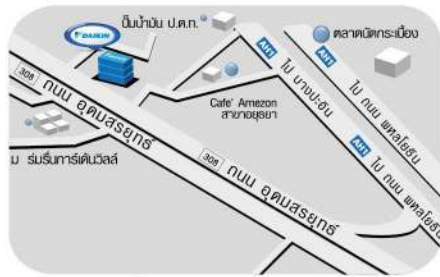 DAIKIN
ปั๊มน้ำมัน ป.ต.ท.
ตลาดนัดกระเบื้อง
AH1
AH1
308
ถนน อุดมสรยุทธ์
Cafe' Amezon
สาขาอยุธยา
ไป บางปะอิน
ไป ถนน พหลโยธิน
ม ร่มรื่นการ์เด้นวิลล์
308
ถนน อุดมสรยุทธ์
AH1
ไป ถนน พหลโยธิน